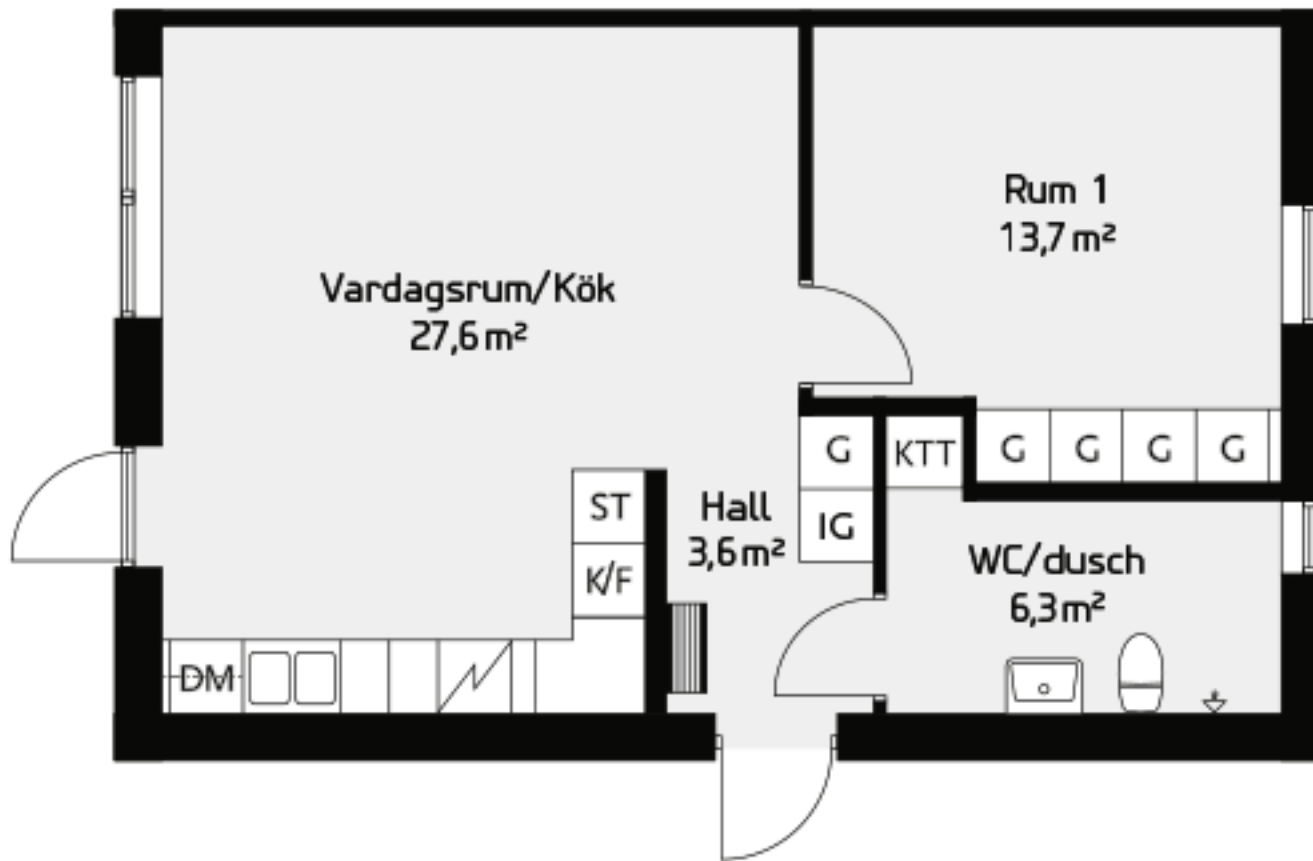 Rum 1
13,7 m²
Vardagsrum/Kök
27,6 m²
G
KTT
G
G
G
G
ST
Hall
3,6 m²
IG
K/F
WC/dusch
6,3 m²
DM